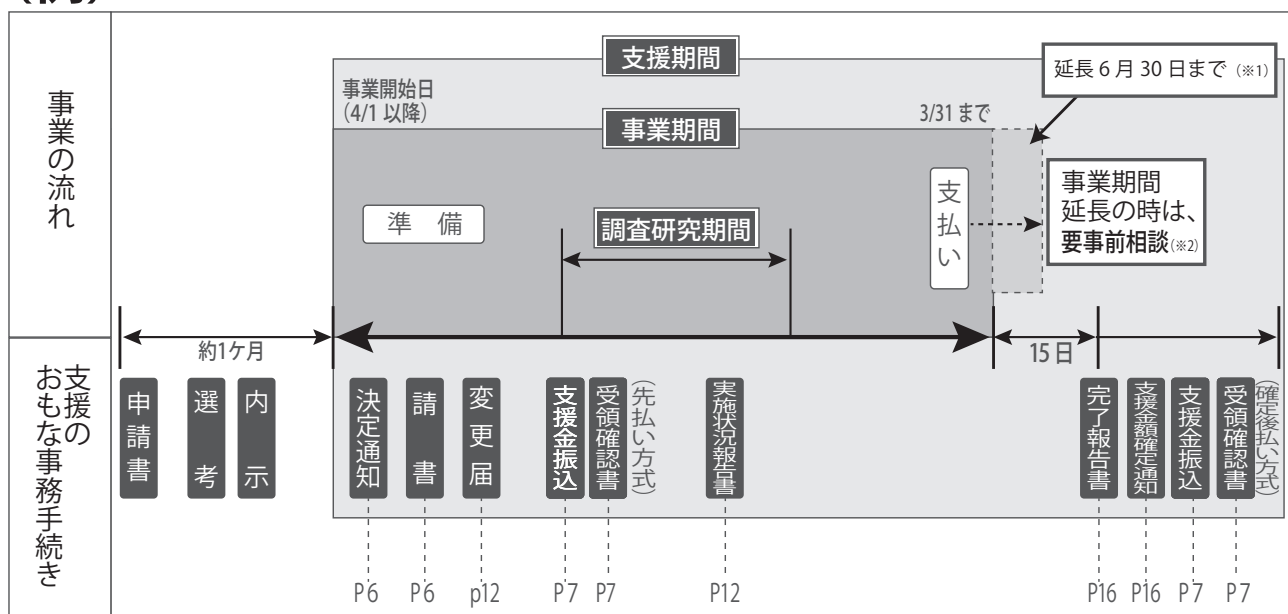 (例)
事業の流れ
支援期間
延長 6 月 30 日まで (※1)
事業開始日
(4/1 以降)
事業期間
3/31 まで
準 備
調査研究期間
支払い
事業期間
延長の時は、
要事前相談(※2)
約1ケ月
15 日
支援の
おもな事務手続き
申請書
選考
内示
決定通知
請書
変更届
支援金振込
受領確認書
(先払い方式)
実施状況報告書
完了報告書
支援金額確定通知
支援金振込
受領確認書
(確定後払い方式)
P6
P6
p12
P7
P7
P12
P16
P16
P7
P7